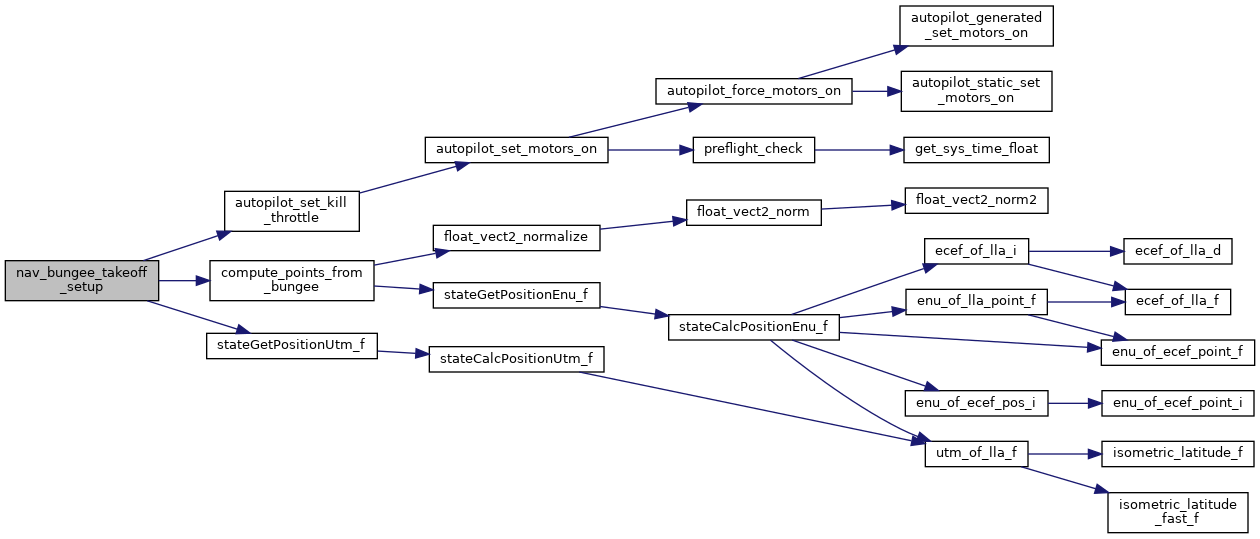 autopilot_generated
_set_motors_on
autopilot_static_set
_motors_on
autopilot_force_motors_on
autopilot_set_motors_on
preflight_check
get_sys_time_float
autopilot_set_kill
_throttle
float_vect2_norm
float_vect2_norm2
float_vect2_normalize
nav_bungee_takeoff
_setup
compute_points_from
_bungee
stateGetPositionEnu_f
stateGetPositionUtm_f
stateCalcPositionEnu_f
stateCalcPositionUtm_f
ecef_of_lla_i
ecef_of_lla_d
enu_of_lla_point_f
ecef_of_lla_f
enu_of_ecef_point_f
enu_of_ecef_pos_i
enu_of_ecef_point_i
utm_of_lla_f
isometric_latitude_f
isometric_latitude
_fast_f